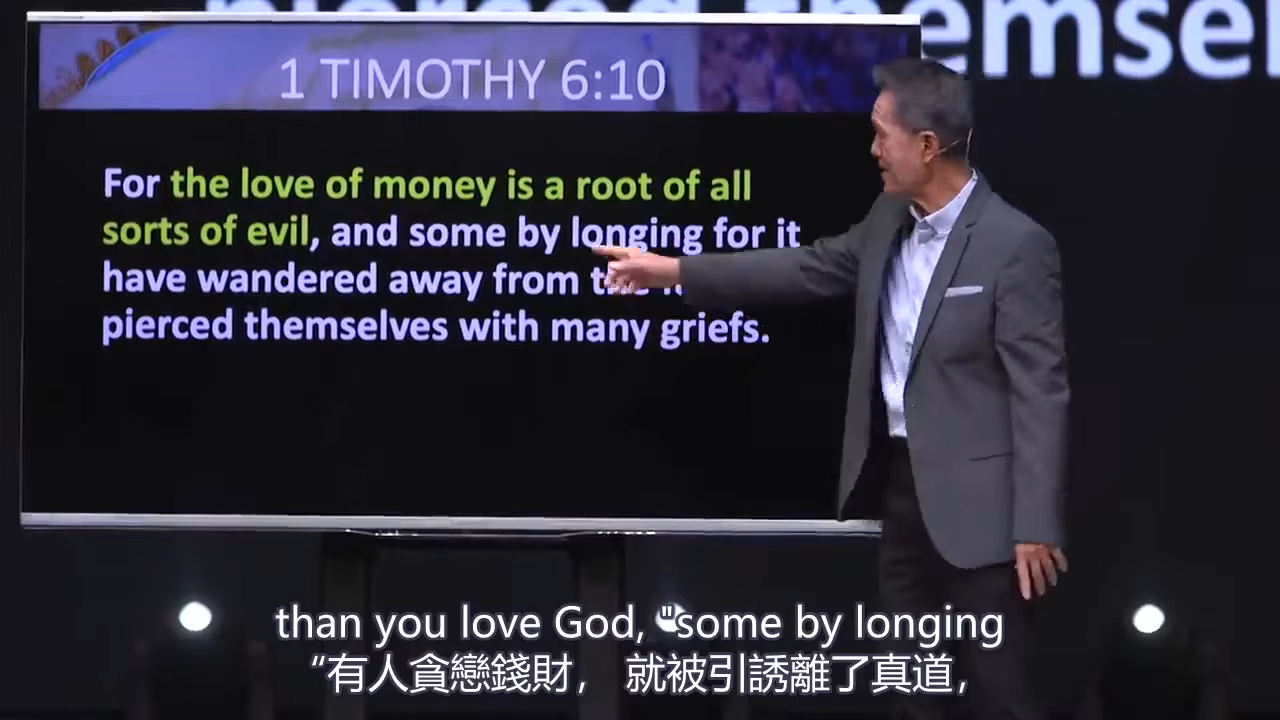 themsel
1 TIMOTHY 6:10
For the love of money is a root of all
sorts of evil, and some by longing for it
have wandered away from
pierced themselves with many griefs.
than you love God, "some by longing
“有人貪戀錢財， 就被引誘離了真道，